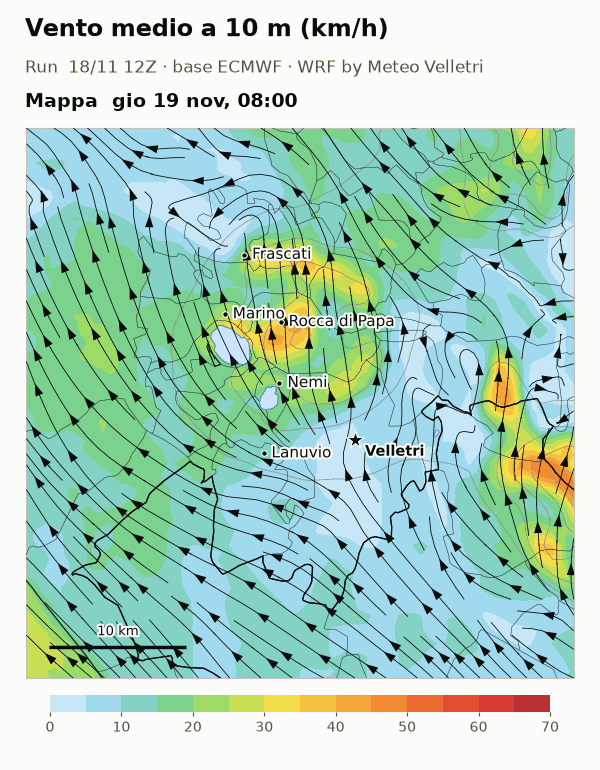 Vento medio a 10 m (km/h)
Run  18/11 12Z · base ECMWF · WRF by Meteo Velletri
Mappa  gio 19 nov, 08:00
Frascati
Marino
Rocca di Papa
Nemi
Velletri
Lanuvio
10 km
0 10 20 30 40 50 60 70